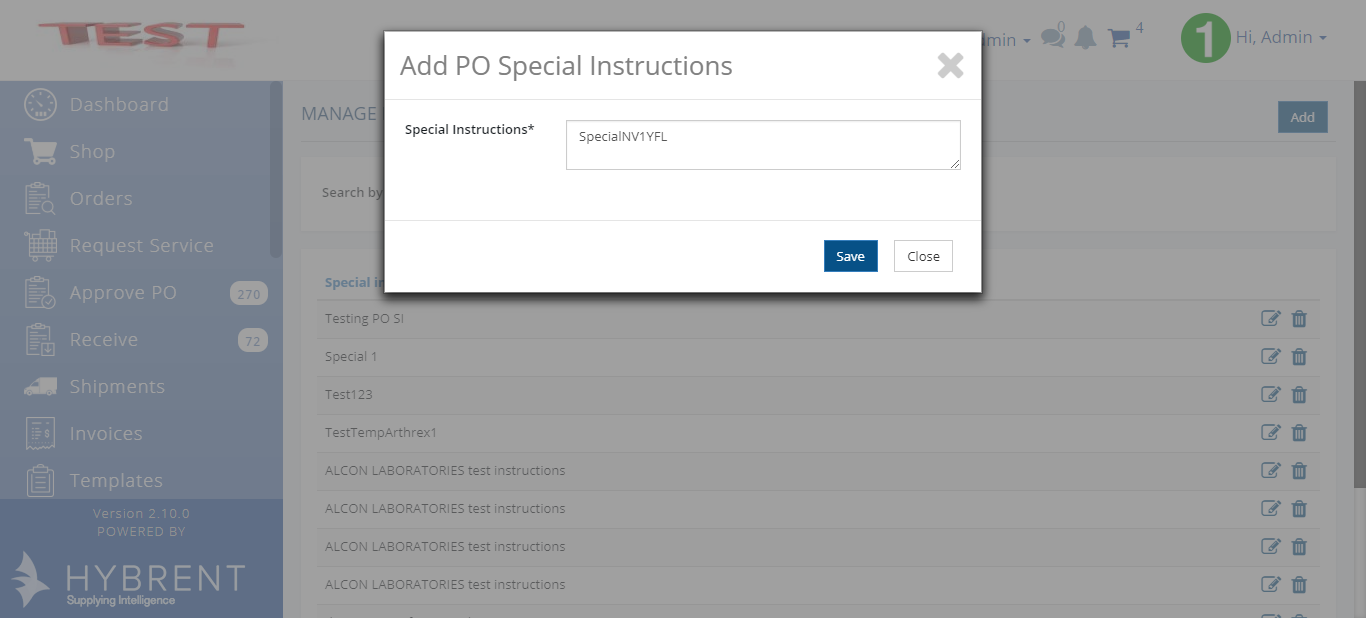 TEST
min
0
4
1
Hi, Admin
Add PO Special Instructions
Special Instructions*
SpecialNV1YFL
Save
Close
Dashboard
Shop
Orders
Request Service
Approve PO 270
Receive 72
Shipments
Invoices
Templates
Version 2.10.0
POWERED BY
HYBRENT
Supplying Intelligence
MANAGE
Add
Search by
Special in
Testing PO SI
Special 1
Test123
TestTempArthrex1
ALCON LABORATORIES test instructions
ALCON LABORATORIES test instructions
ALCON LABORATORIES test instructions
ALCON LABORATORIES test instructions